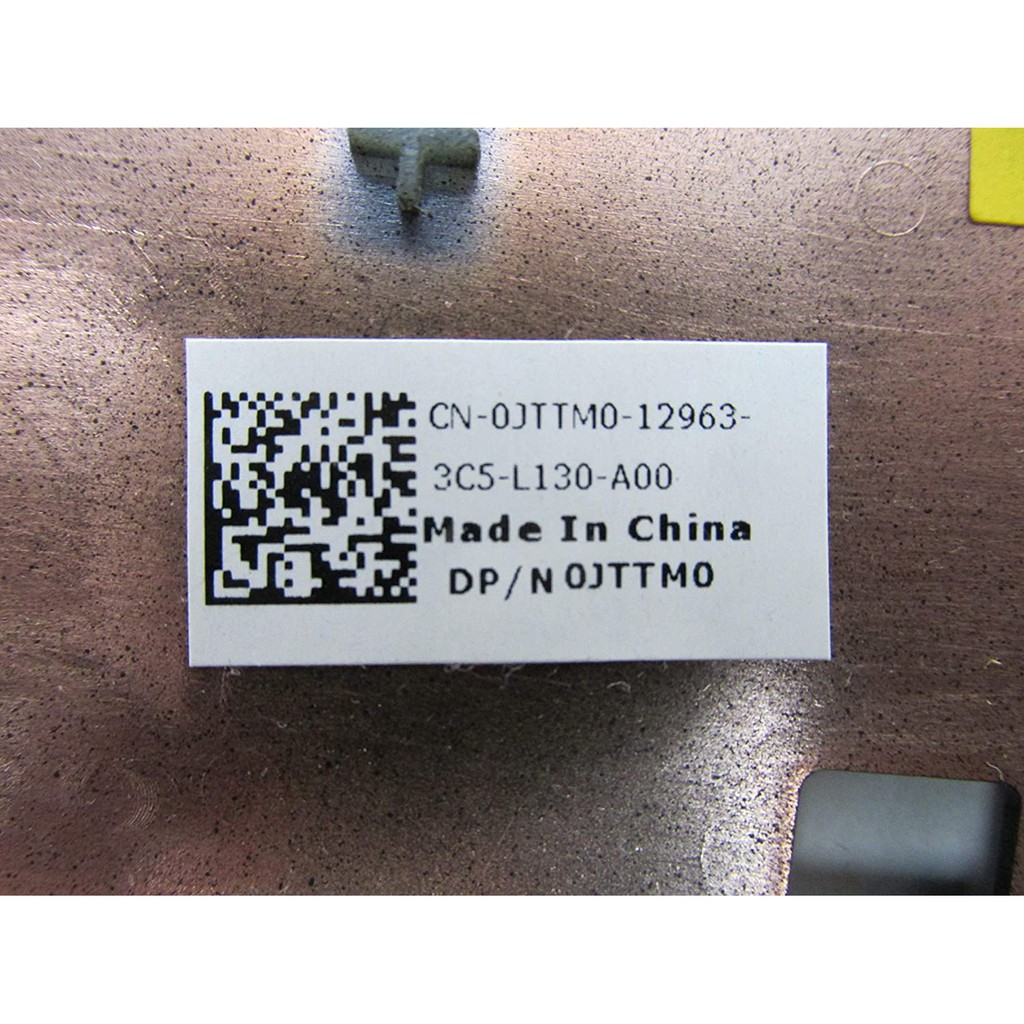 CN-0JTTM0-12963-
3C5-L130-A00
Made In China
DP/N 0JTTM0